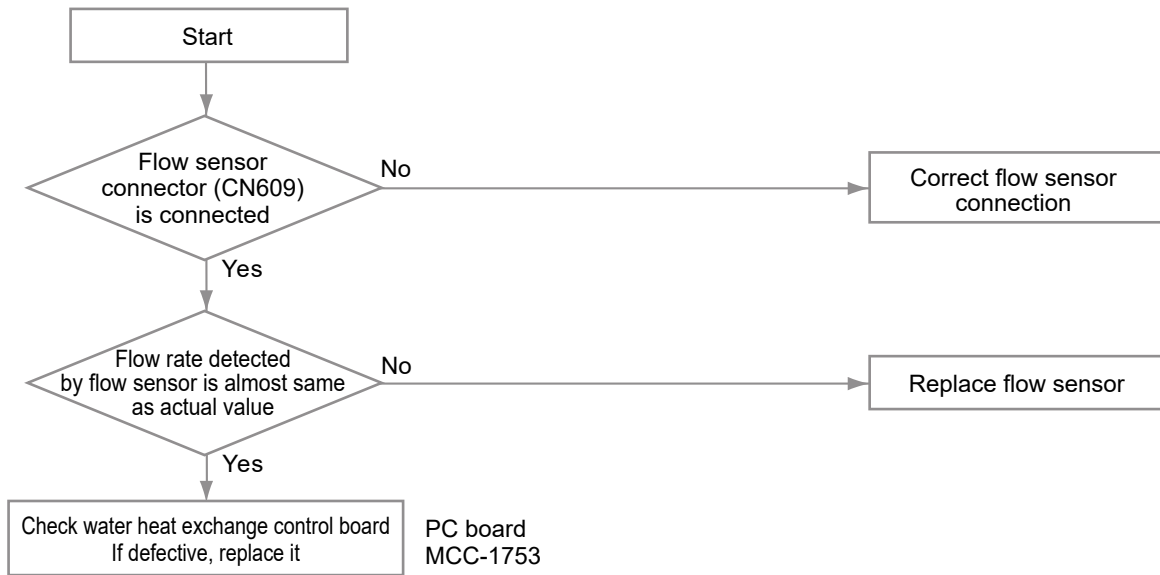 Start
Flow sensor
connector (CN609)
is connected
No
Correct flow sensor
connection
Yes
Flow rate detected
by flow sensor is almost same
as actual value
No
Replace flow sensor
Yes
Check water heat exchange control board
If defective, replace it
PC board
MCC-1753